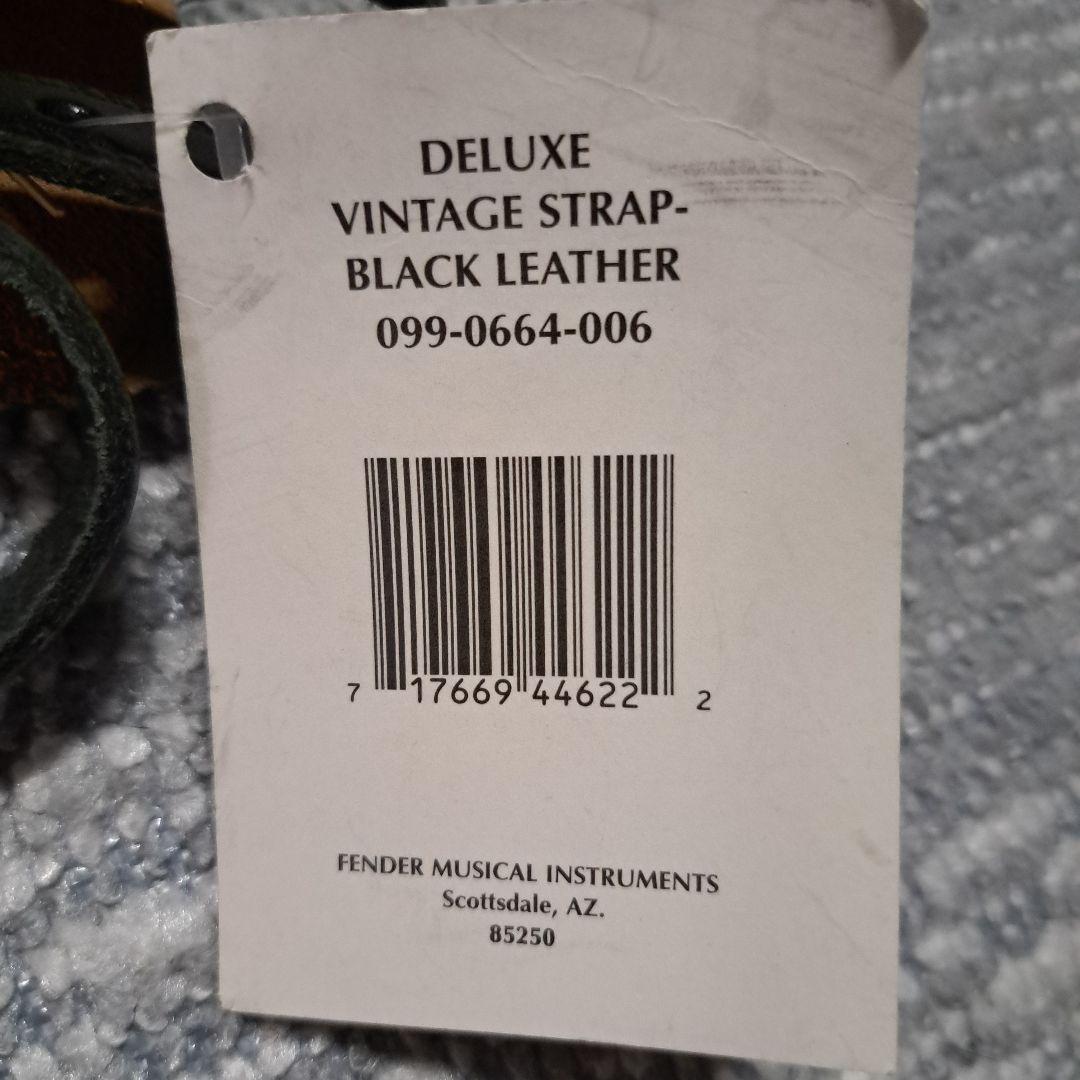 DELUXE
VINTAGE STRAP-
BLACK LEATHER
099-0664-006
7 17669 44622 2
FENDER MUSICAL INSTRUMENTS
Scottsdale, AZ.
85250